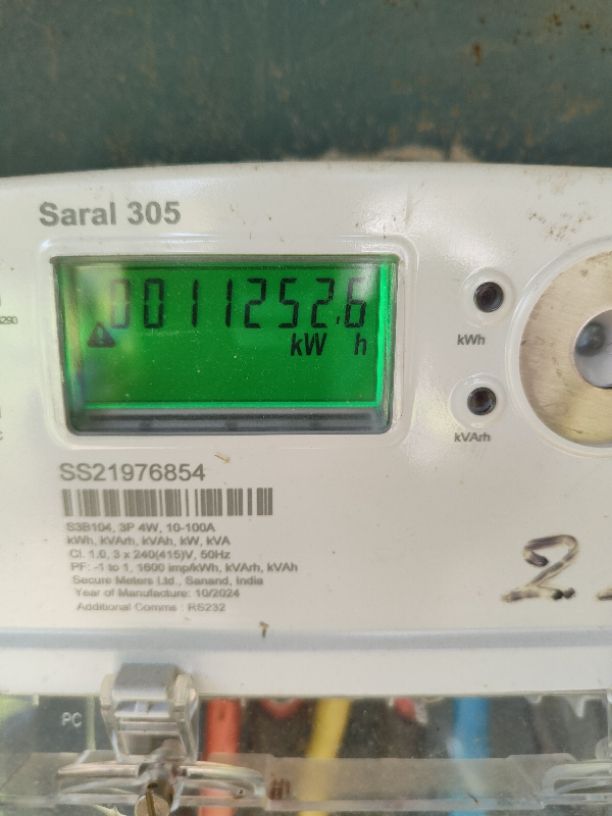 Saral 305
0011252.6
kW h
kWh
kVArh
SS21976854
S3B104, 3P 4W, 10-100A
kWh, kVArh, kVAh, kW, kVA
Cl. 1.0, 3 x 240(415)V, 50Hz
PF: -1 to 1, 1600 imp/kWh, kVArh, kVAh
Secure Meters Ltd., Sanand, India
Year of Manufacture: 10/2024
Additional Comms : RS232
PC